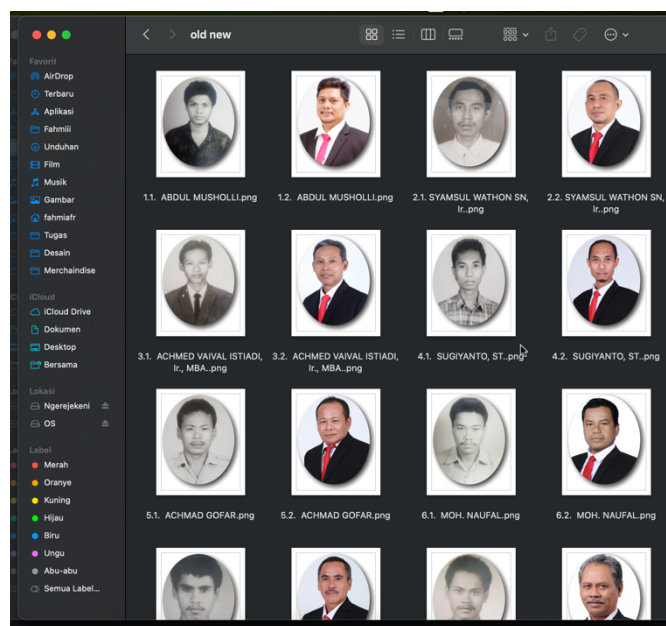 old new
Favorit
AirDrop
Terbaru
Aplikasi
Fahmiii
Unduhan
Film
Musik
Gambar
fahmiafr
Tugas
Desain
Merchaindise
iCloud
iCloud Drive
Dokumen
Desktop
Bersama
Lokasi
Ngerejekeni
OS
Label
Merah
Oranye
Kuning
Hijau
Biru
Ungu
Abu-abu
Semua Label...
1.1. ABDUL MUSHOLLI.png
1.2. ABDUL MUSHOLLI.png
2.1. SYAMSUL WATHON SN,
Ir..png
2.2. SYAMSUL WATHON SN,
Ir..png
3.1. ACHMED VAIVAL ISTIADI,
Ir., MBA..png
3.2. ACHMED VAIVAL ISTIADI,
Ir., MBA..png
4.1. SUGIYANTO, ST..png
4.2. SUGIYANTO, ST..png
5.1. ACHMAD GOFAR.png
5.2. ACHMAD GOFAR.png
6.1. MOH. NAUFAL.png
6.2. MOH. NAUFAL.png